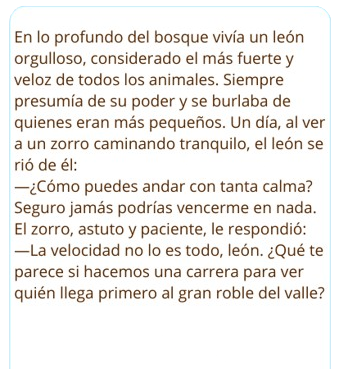 En lo profundo del bosque vivía un león
orgulloso, considerado el más fuerte y
veloz de todos los animales. Siempre
presumía de su poder y se burlaba de
quienes eran más pequeños. Un día, al ver
a un zorro caminando tranquilo, el león se
rió de él:
—¿Cómo puedes andar con tanta calma?
Seguro jamás podrías vencerme en nada.
El zorro, astuto y paciente, le respondió:
—La velocidad no lo es todo, león. ¿Qué te
parece si hacemos una carrera para ver
quién llega primero al gran roble del valle?